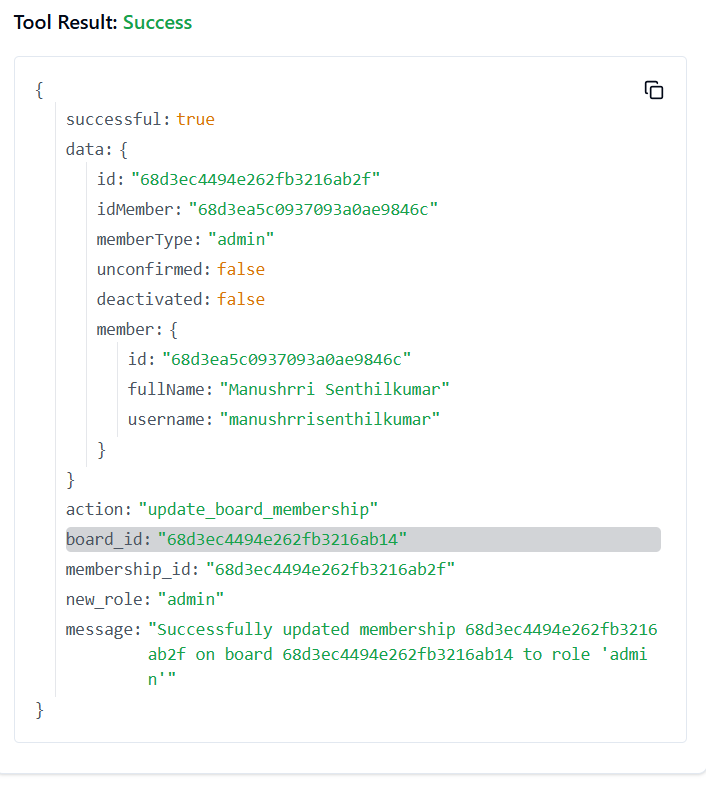 Tool Result: Success
{
successful: true
data: {
id: "68d3ec4494e262fb3216ab2f"
idMember: "68d3ea5c0937093a0ae9846c"
memberType: "admin"
unconfirmed: false
deactivated: false
member: {
id: "68d3ea5c0937093a0ae9846c"
fullName: "Manushrri Senthilkumar"
username: "manushrrisenthilkumar"
}
}
action: "update_board_membership"
board_id: "68d3ec4494e262fb3216ab14"
membership_id: "68d3ec4494e262fb3216ab2f"
new_role: "admin"
message: "Successfully updated membership 68d3ec4494e262fb3216
ab2f on board 68d3ec4494e262fb3216ab14 to role 'admi
n'"
}